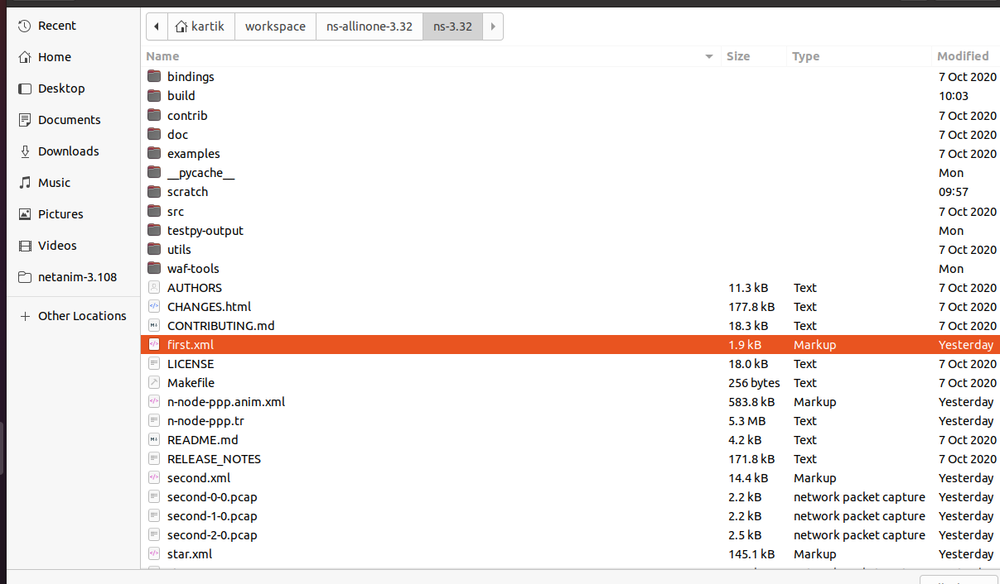 Recent
Home
Desktop
Documents
Downloads
Music
Pictures
Videos
netanim-3.108
Other Locations
kartik workspace ns-allinone-3.32 ns-3.32
Name Size Type Modified
bindings 7 Oct 2020
build 10:03
contrib 7 Oct 2020
doc 7 Oct 2020
examples 7 Oct 2020
__pycache__ Mon
scratch 09:57
src 7 Oct 2020
testpy-output Mon
utils 7 Oct 2020
waf-tools Mon
AUTHORS 11.3 kB Text 7 Oct 2020
CHANGES.html 177.8 kB Text 7 Oct 2020
CONTRIBUTING.md 18.3 kB Text 7 Oct 2020
first.xml 1.9 kB Markup Yesterday
LICENSE 18.0 kB Text 7 Oct 2020
Makefile 256 bytes Text 7 Oct 2020
n-node-ppp.anim.xml 583.8 kB Markup Yesterday
n-node-ppp.tr 5.3 MB Text Yesterday
README.md 4.2 kB Text 7 Oct 2020
RELEASE_NOTES 171.8 kB Text 7 Oct 2020
second.xml 14.4 kB Markup Yesterday
second-0-0.pcap 2.2 kB network packet capture Yesterday
second-1-0.pcap 2.2 kB network packet capture Yesterday
second-2-0.pcap 2.5 kB network packet capture Yesterday
star.xml 145.1 kB Markup Yesterday